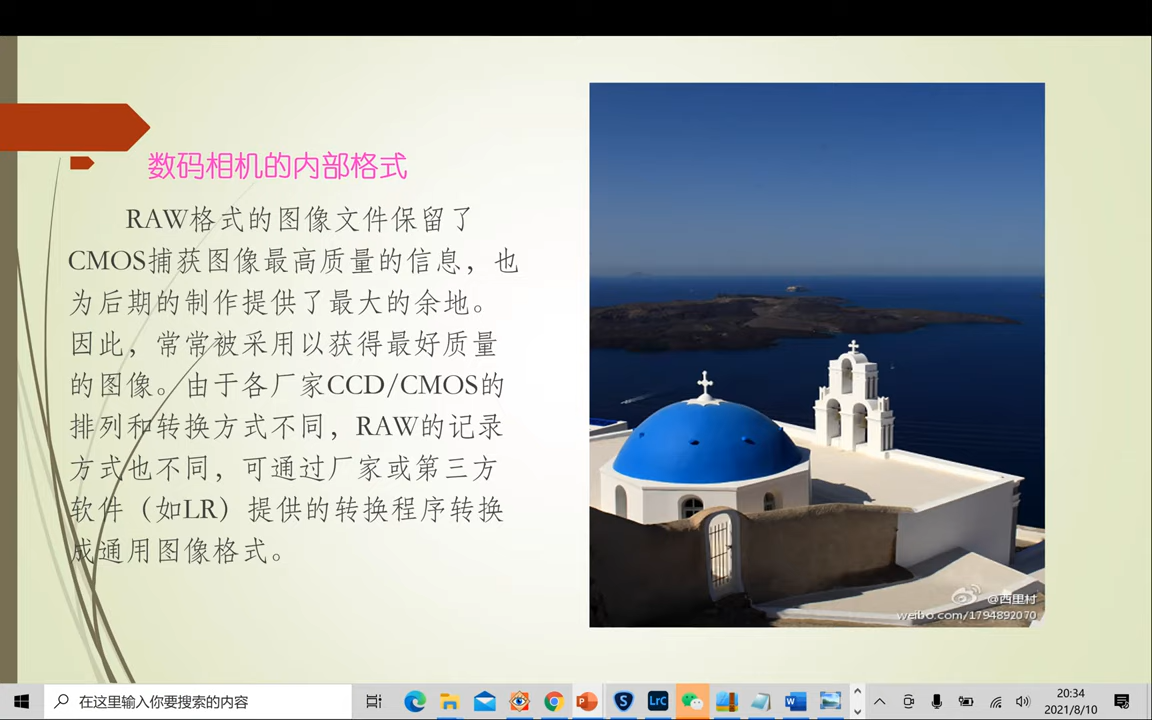 数码相机的内部格式
RAW格式的图像文件保留了
CMOS捕获图像最高质量的信息，也
为后期的制作提供了最大的余地。
因此，常常被采用以获得最好质量
的图像。由于各厂家CCD/CMOS的
排列和转换方式不同，RAW的记录
方式也不同，可通过厂家或第三方
软件（如LR）提供的转换程序转换
成通用图像格式。
@西里村
weibo.com/1794892070
在这里输入你要搜索的内容
LrC
20:34
2021/8/10